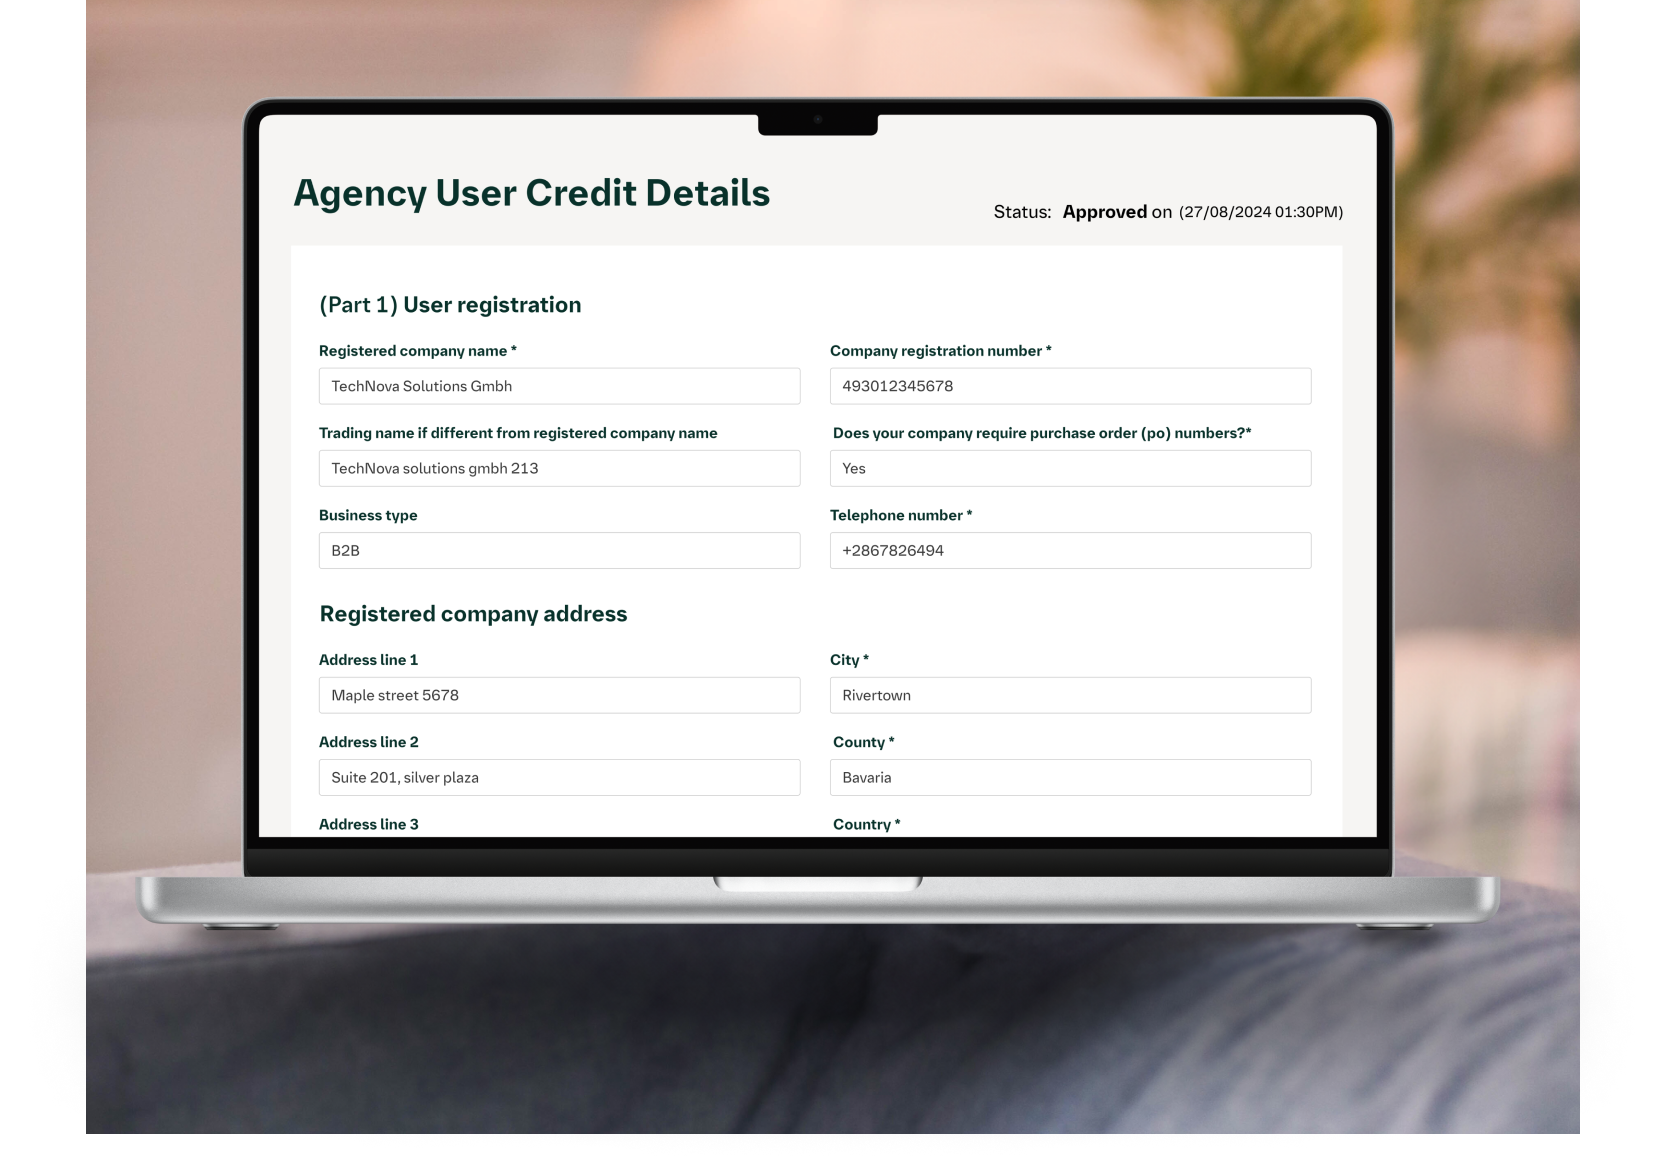 Agency User Credit Details
Status: Approved on (27/08/2024 01:30PM)
(Part 1) User registration
Registered company name *
Company registration number *
TechNova Solutions Gmbh
493012345678
Trading name if different from registered company name
Does your company require purchase order (po) numbers?*
TechNova solutions gmbh 213
Yes
Business type
Telephone number *
B2B
+2867826494
Registered company address
Address line 1
City *
Maple street 5678
Rivertown
Address line 2
County *
Suite 201, silver plaza
Bavaria
Address line 3
Country *